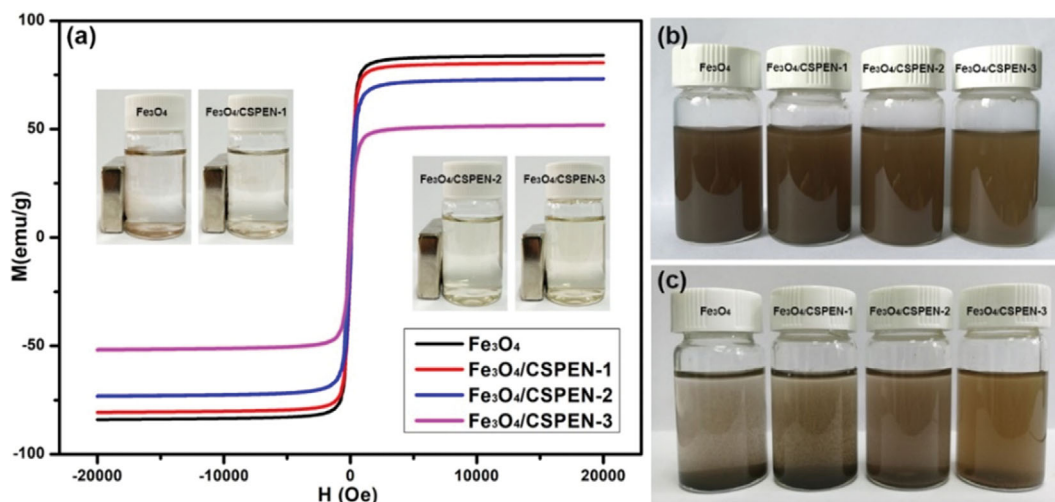 (a)
M(emu/g)
100
50
0
-50
-100
Fe₃O₄
Fe₃O₄/CSPEN-1
Fe₃O₄/CSPEN-2
Fe₃O₄/CSPEN-3
Fe₃O₄
Fe₃O₄/CSPEN-1
Fe₃O₄/CSPEN-2
Fe₃O₄/CSPEN-3
-20000 -10000 0 10000 20000
H (Oe)
(b)
Fe₃O₄
Fe₃O₄/CSPEN-1
Fe₃O₄/CSPEN-2
Fe₃O₄/CSPEN-3
(c)
Fe₃O₄
Fe₃O₄/CSPEN-1
Fe₃O₄/CSPEN-2
Fe₃O₄/CSPEN-3